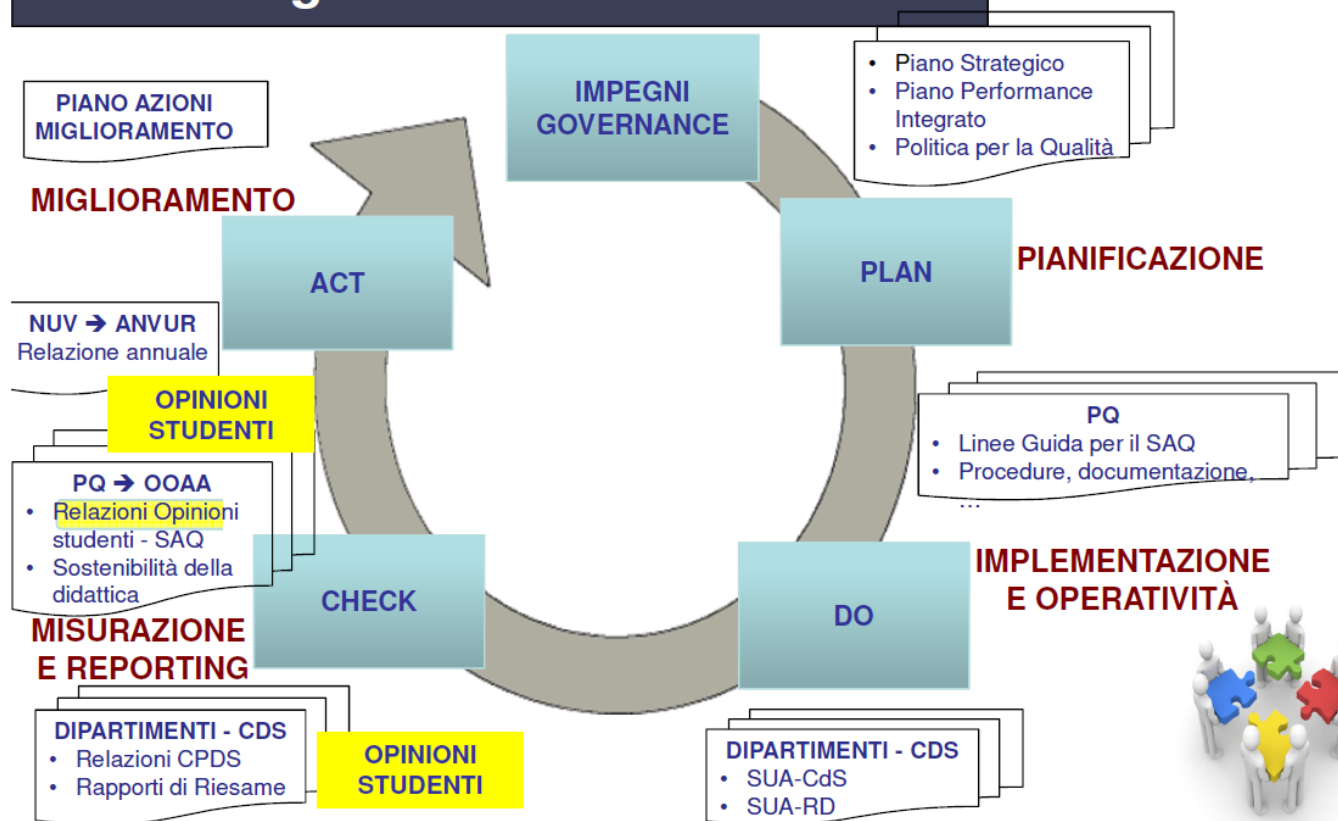 IMPEGNI
GOVERNANCE
• Piano Strategico
• Piano Performance
Integrato
• Politica per la Qualità
PIANO AZIONI
MIGLIORAMENTO
MIGLIORAMENTO
ACT
PLAN
PIANIFICAZIONE
NUV ➔ ANVUR
Relazione annuale
OPINIONI
STUDENTI
PQ
• Linee Guida per il SAQ
• Procedure, documentazione,
…
PQ ➔ OOAA
• Relazioni Opinioni
studenti - SAQ
• Sostenibilità della
didattica
CHECK
DO
IMPLEMENTAZIONE
E OPERATIVITÀ
MISURAZIONE
E REPORTING
DIPARTIMENTI - CDS
• Relazioni CPDS
• Rapporti di Riesame
OPINIONI
STUDENTI
DIPARTIMENTI - CDS
• SUA-CdS
• SUA-RD